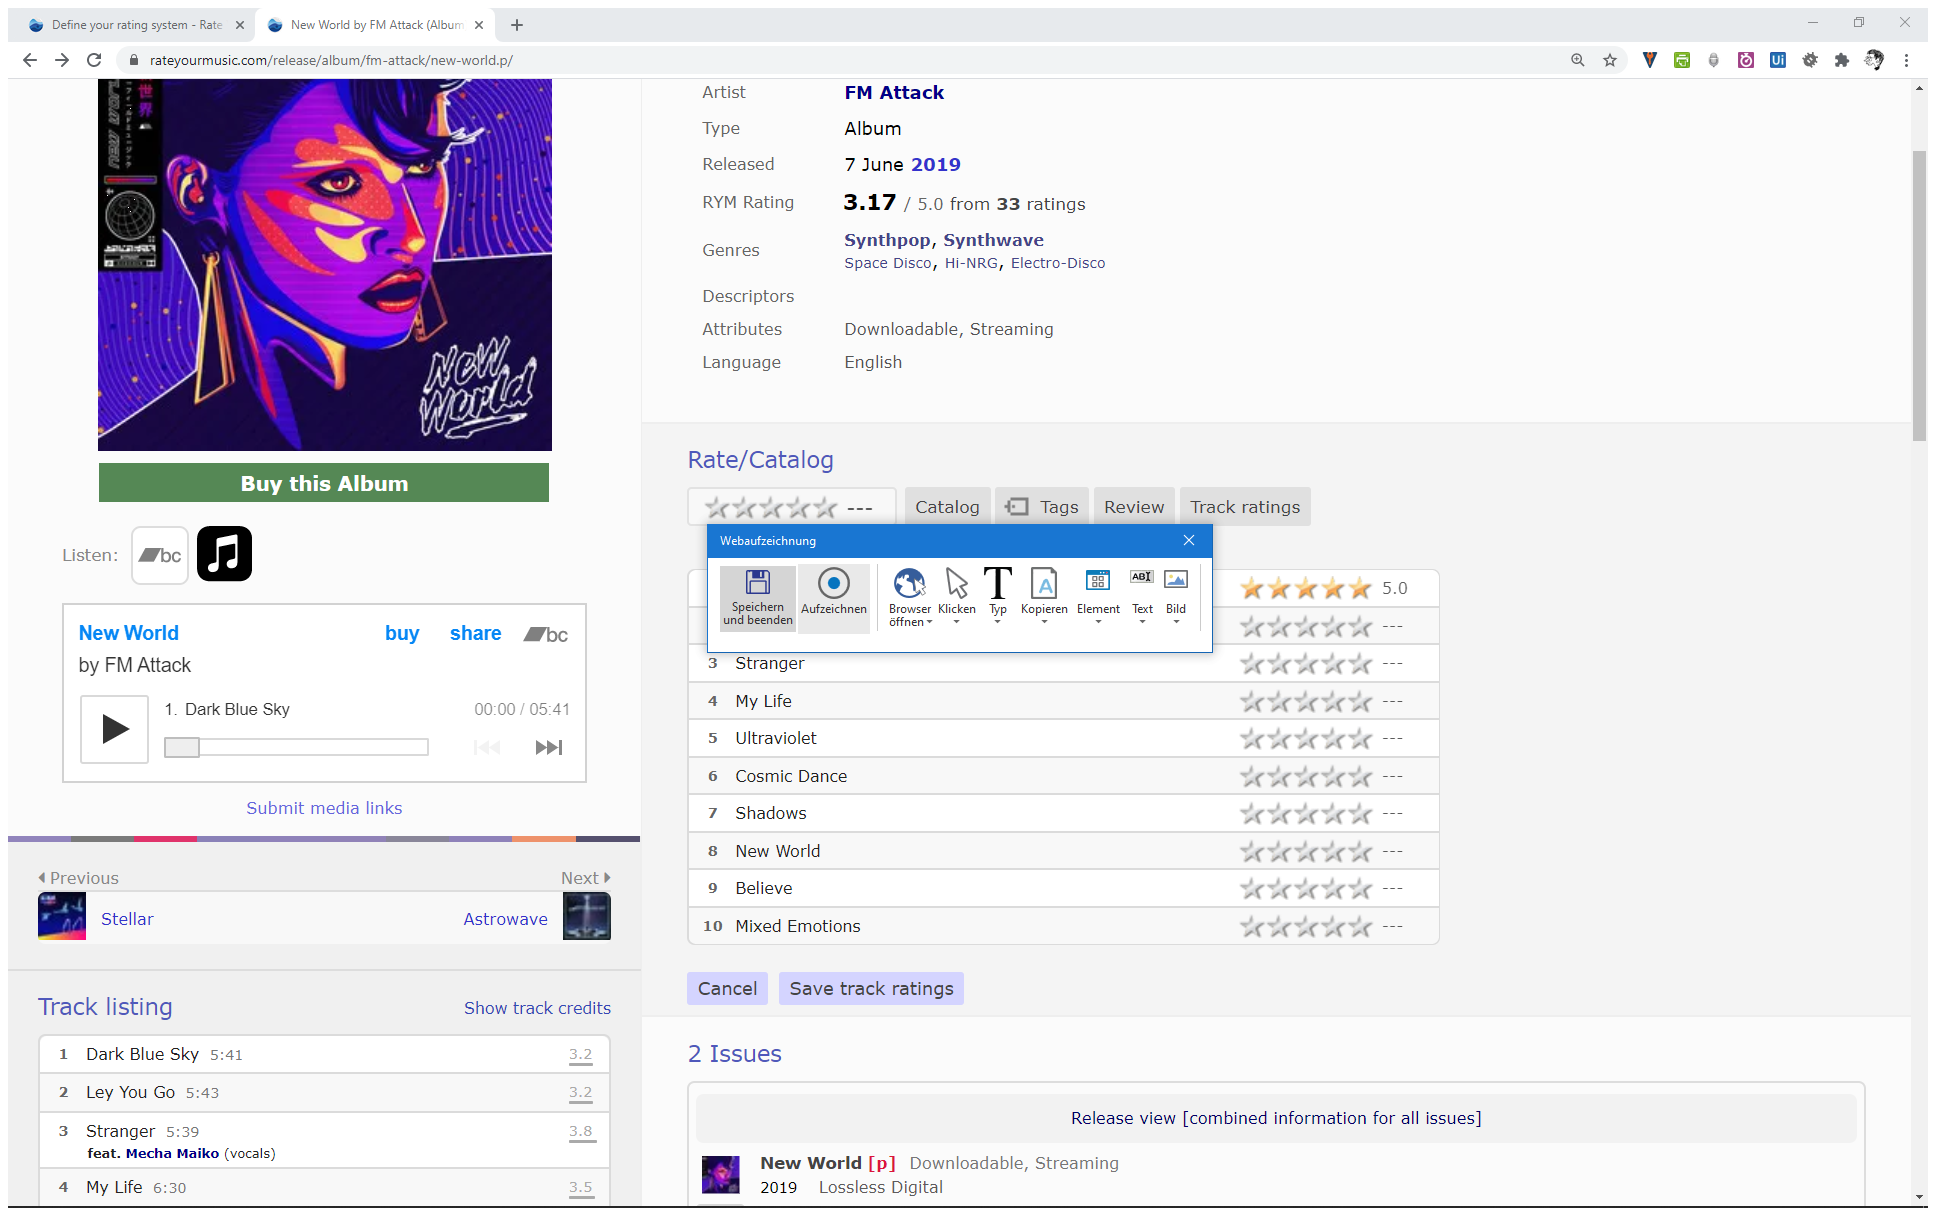 Define your rating system - Rate
New World by FM Attack (Album
rateyourmusic.com/release/album/fm-attack/new-world.p/
Ui
世界
new world
New World
Buy this Album
Listen:
bc
New World
buy
share
bc
by FM Attack
1. Dark Blue Sky
00:00 / 05:41
Submit media links
Previous
Next
Stellar
Astrowave
Track listing
Show track credits
1 Dark Blue Sky 5:41 3.2
2 Ley You Go 5:43 3.2
3 Stranger 5:39 3.8
feat. Mecha Maiko (vocals)
4 My Life 6:30 3.5
Artist FM Attack
Type Album
Released 7 June 2019
RYM Rating 3.17 / 5.0 from 33 ratings
Genres Synthpop, Synthwave
Space Disco, Hi-NRG, Electro-Disco
Descriptors
Attributes Downloadable, Streaming
Language English
Rate/Catalog
---
Catalog
Tags
Review
Track ratings
Webaufzeichnung
Speichern
und beenden
Aufzeichnen
Browser
öffnen
Klicken
T
Typ
A
Kopieren
Element
ABI
Text
Bild
5.0
---
3 Stranger ---
4 My Life ---
5 Ultraviolet ---
6 Cosmic Dance ---
7 Shadows ---
8 New World ---
9 Believe ---
10 Mixed Emotions ---
Cancel
Save track ratings
2 Issues
Release view [combined information for all issues]
New World [p] Downloadable, Streaming
2019 Lossless Digital